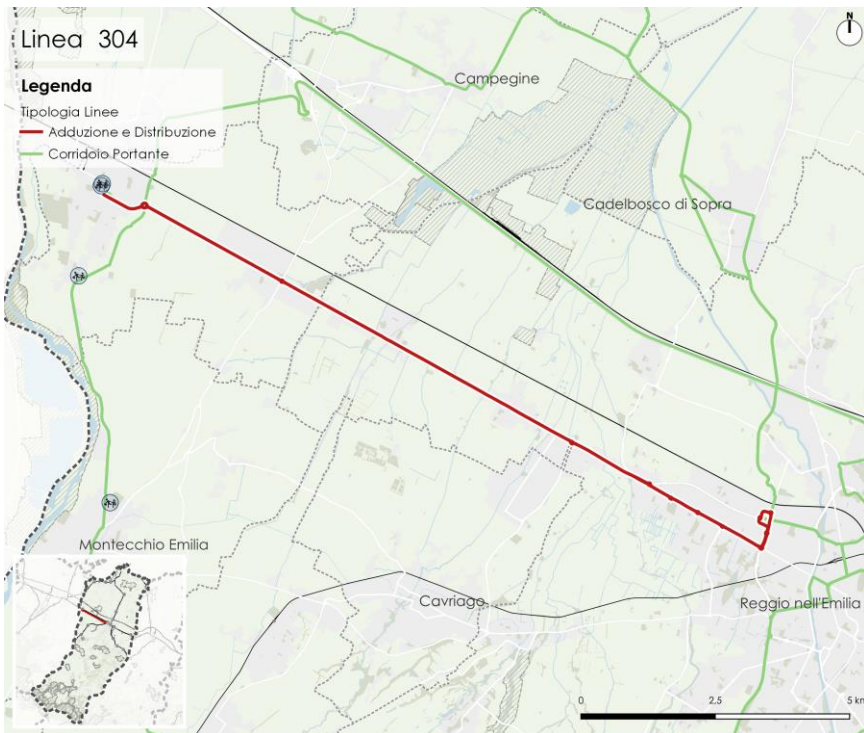 Linea 304
N
Legenda
Tipologia Linee
Adduzione e Distribuzione
Corridoio Portante
Campegine
Cadelbosco di Sopra
Montecchio Emilia
Cavriago
Reggio nell'Emilia
0 2.5 5 km